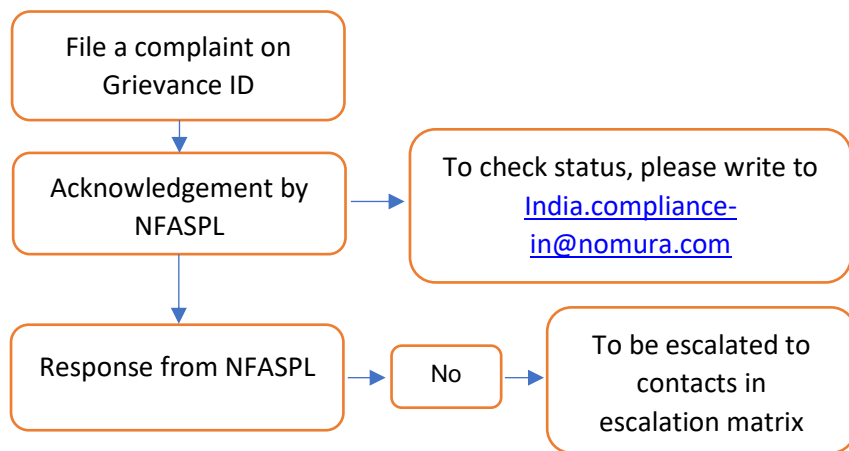 File a complaint on
Grievance ID
Acknowledgement by
NFASPL
To check status, please write to
India.compliance-
in@nomura.com
Response from NFASPL
No
To be escalated to
contacts in
escalation matrix